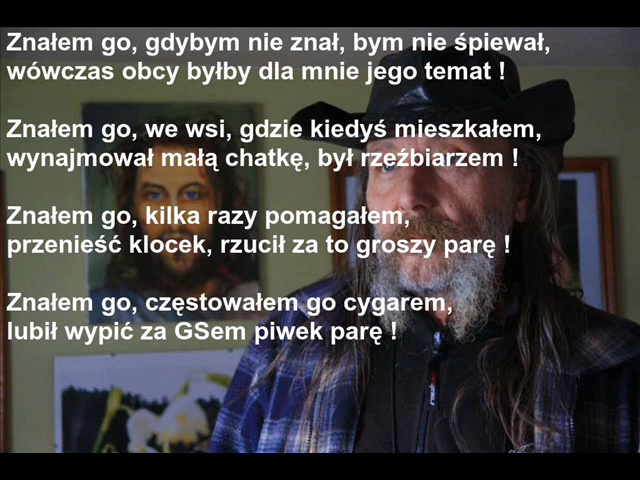 Znałem go, gdybym nie znał, bym nie śpiewał,
wówczas obcy byłby dla mnie jego temat !
Znałem go, we wsi, gdzie kiedyś mieszkałem,
wynajmował małą chatkę, był rzęźbiarzem !
Znałem go, kilka razy pomagałem,
przenieść klocek, rzucił za to groszy parę !
Znałem go, częstowałem go cygarem,
lubił wypić za GSem piwek parę !